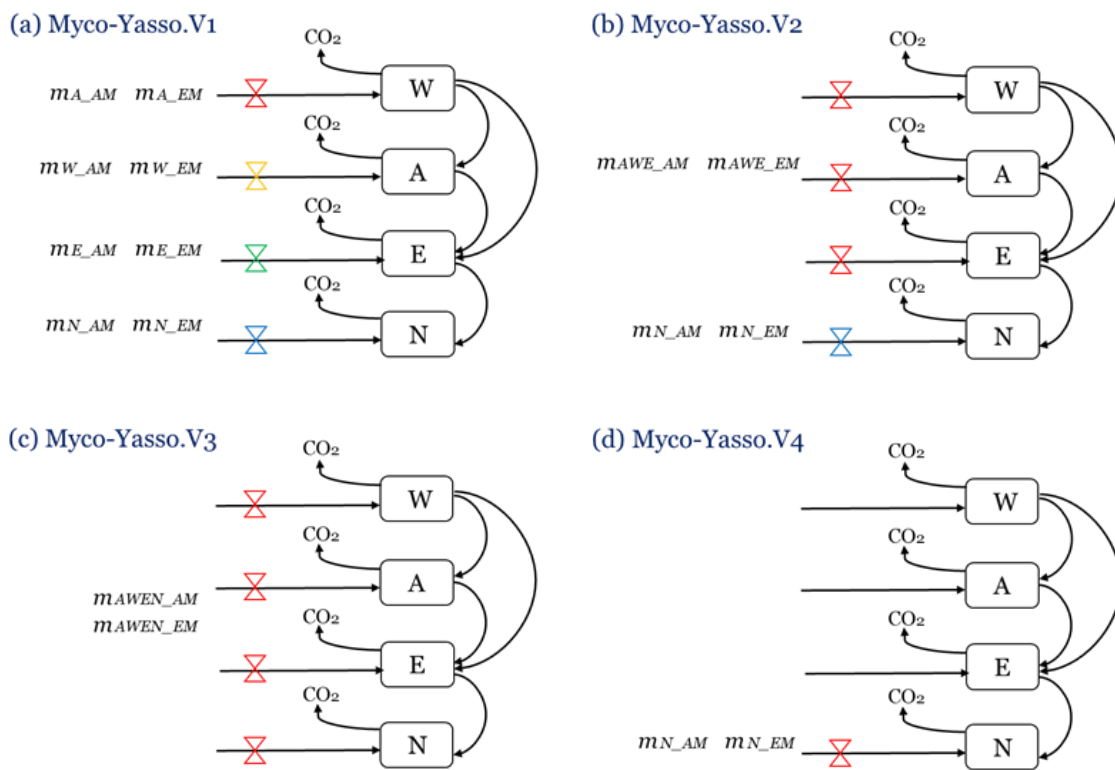 (a) Myco-Yasso.V1
CO₂
W
mA_AM mA_EM
CO₂
A
mW_AM mW_EM
CO₂
E
mE_AM mE_EM
CO₂
N
mN_AM mN_EM
(b) Myco-Yasso.V2
CO₂
W
CO₂
A
mAWE_AM mAWE_EM
CO₂
E
CO₂
N
mN_AM mN_EM
(c) Myco-Yasso.V3
CO₂
W
CO₂
A
mAWEN_AM
mAWEN_EM
CO₂
E
CO₂
N
(d) Myco-Yasso.V4
CO₂
W
CO₂
A
CO₂
E
CO₂
N
mN_AM mN_EM